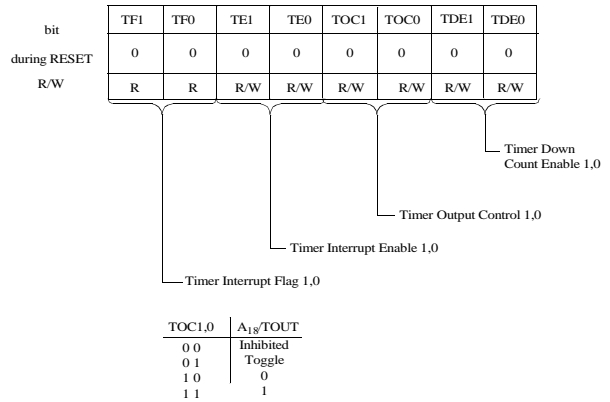 bit TF1 TF0 TE1 TE0 TOC1 TOC0 TDE1 TDE0
during RESET 0 0 0 0 0 0 0 0
R/W R R R/W R/W R/W R/W R/W R/W
Timer Down
Count Enable 1,0
Timer Output Control 1,0
Timer Interrupt Enable 1,0
Timer Interrupt Flag 1,0
TOC1,0 A18/TOUT
0 0 Inhibited
0 1 Toggle
1 0 0
1 1 1